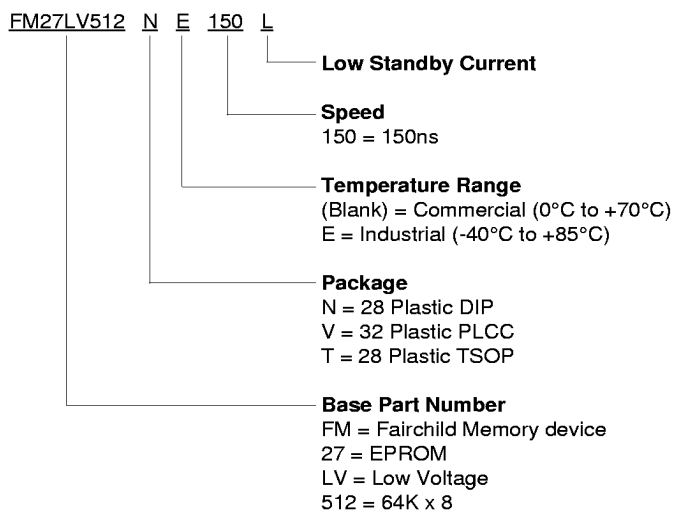 FM27LV512 N E 150 L
Low Standby Current
Speed
150 = 150ns
Temperature Range
(Blank) = Commercial (0°C to +70°C)
E = Industrial (-40°C to +85°C)
Package
N = 28 Plastic DIP
V = 32 Plastic PLCC
T = 28 Plastic TSOP
Base Part Number
FM = Fairchild Memory device
27 = EPROM
LV = Low Voltage
512 = 64K x 8